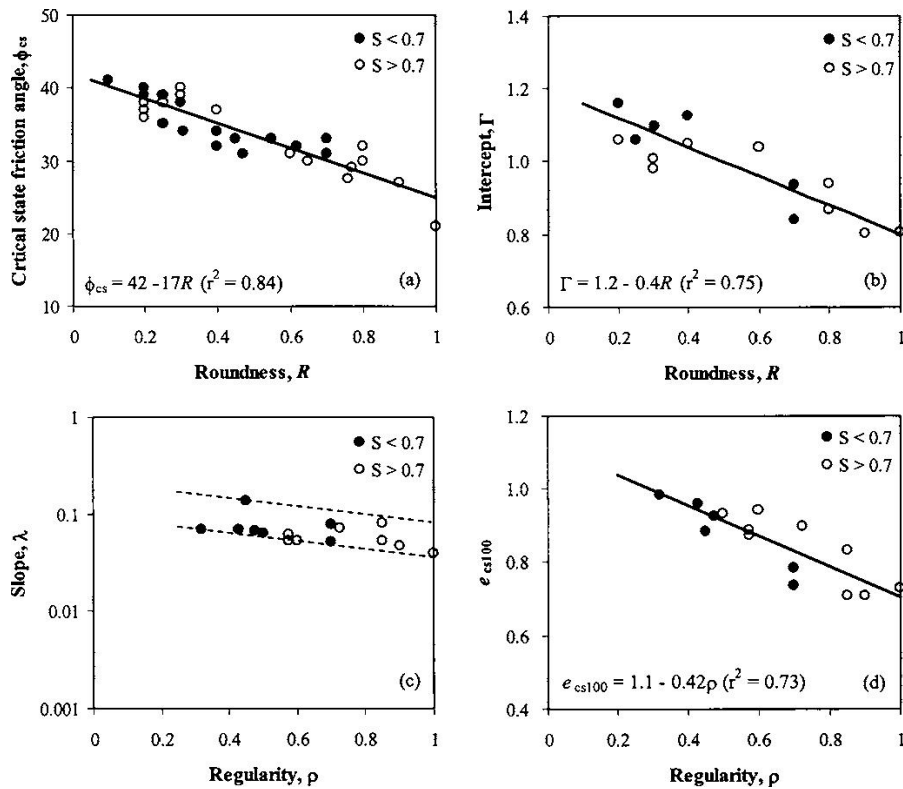 50
40
30
20
10
Crtical state friction angle, ϕcs
● S < 0.7
○ S > 0.7
ϕcs = 42 -17R (r² = 0.84)
(a)
0 0.2 0.4 0.6 0.8 1
Roundness, R
1.4
1.2
1.0
0.8
0.6
Intercept, Γ
● S < 0.7
○ S > 0.7
Γ = 1.2 - 0.4R (r² = 0.75)
(b)
0 0.2 0.4 0.6 0.8 1
Roundness, R
1
0.1
0.01
0.001
Slope, λ
● S < 0.7
○ S > 0.7
(c)
0 0.2 0.4 0.6 0.8 1
Regularity, ρ
1.2
1.0
0.8
0.6
0.4
e cs100
● S < 0.7
○ S > 0.7
e cs100 = 1.1 - 0.42ρ (r² = 0.73)
(d)
0 0.2 0.4 0.6 0.8 1
Regularity, ρ